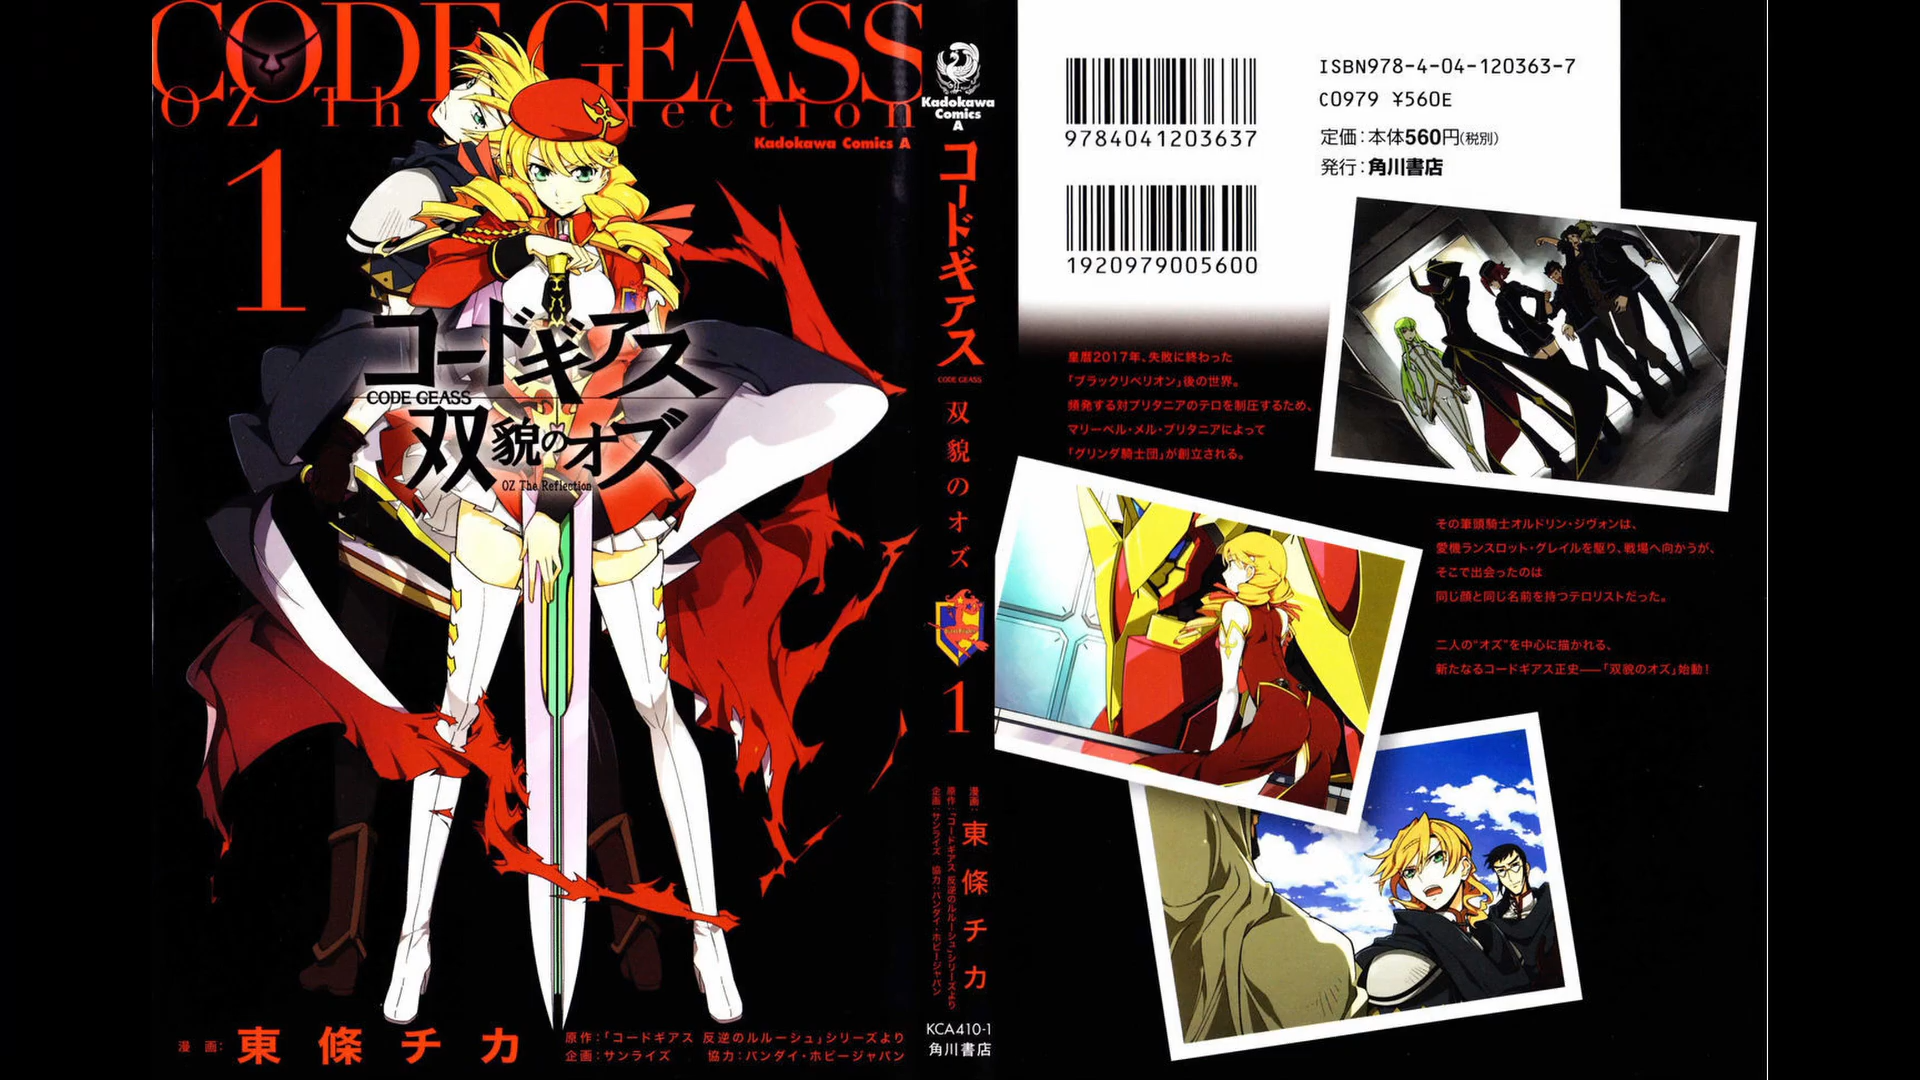 CODE GEASS
OZ The Reflection
Kadokawa Comics A
1
コードギアス
CODE GEASS
双貌のオズ
OZ The Reflection
漫画:東條チカ
原作:「コードギアス 反逆のルルーシュ」シリーズより
企画:サンライズ 協力:バンダイ・ホビージャパン
Kadokawa
Comics
A
コードギアス
CODE GEASS
双貌のオズ
1
漫画:東條チカ
原作:「コードギアス 反逆のルルーシュ」シリーズより
企画:サンライズ 協力:バンダイ・ホビージャパン
KCA410-1
角川書店
9784041203637
1920979005600
ISBN978-4-04-120363-7
C0979 ¥560E
定価:本体560円(税別)
発行:角川書店
皇暦2017年、失敗に終わった
「ブラックリベリオン」後の世界。
頻発する対ブリタニアのテロを制圧するため、
マリーベル・メル・ブリタニアによって
「グリンダ騎士団」が創立される。
その筆頭騎士オルドリン・ジヴォンは、
愛機ランスロット・グレイルを駆り、戦場へ向かうが、
そこで出会ったのは
同じ顔と同じ名前を持つテロリストだった。
二人の“オズ”を中心に描かれる、
新たなるコードギアス正史——「双貌のオズ」始動!